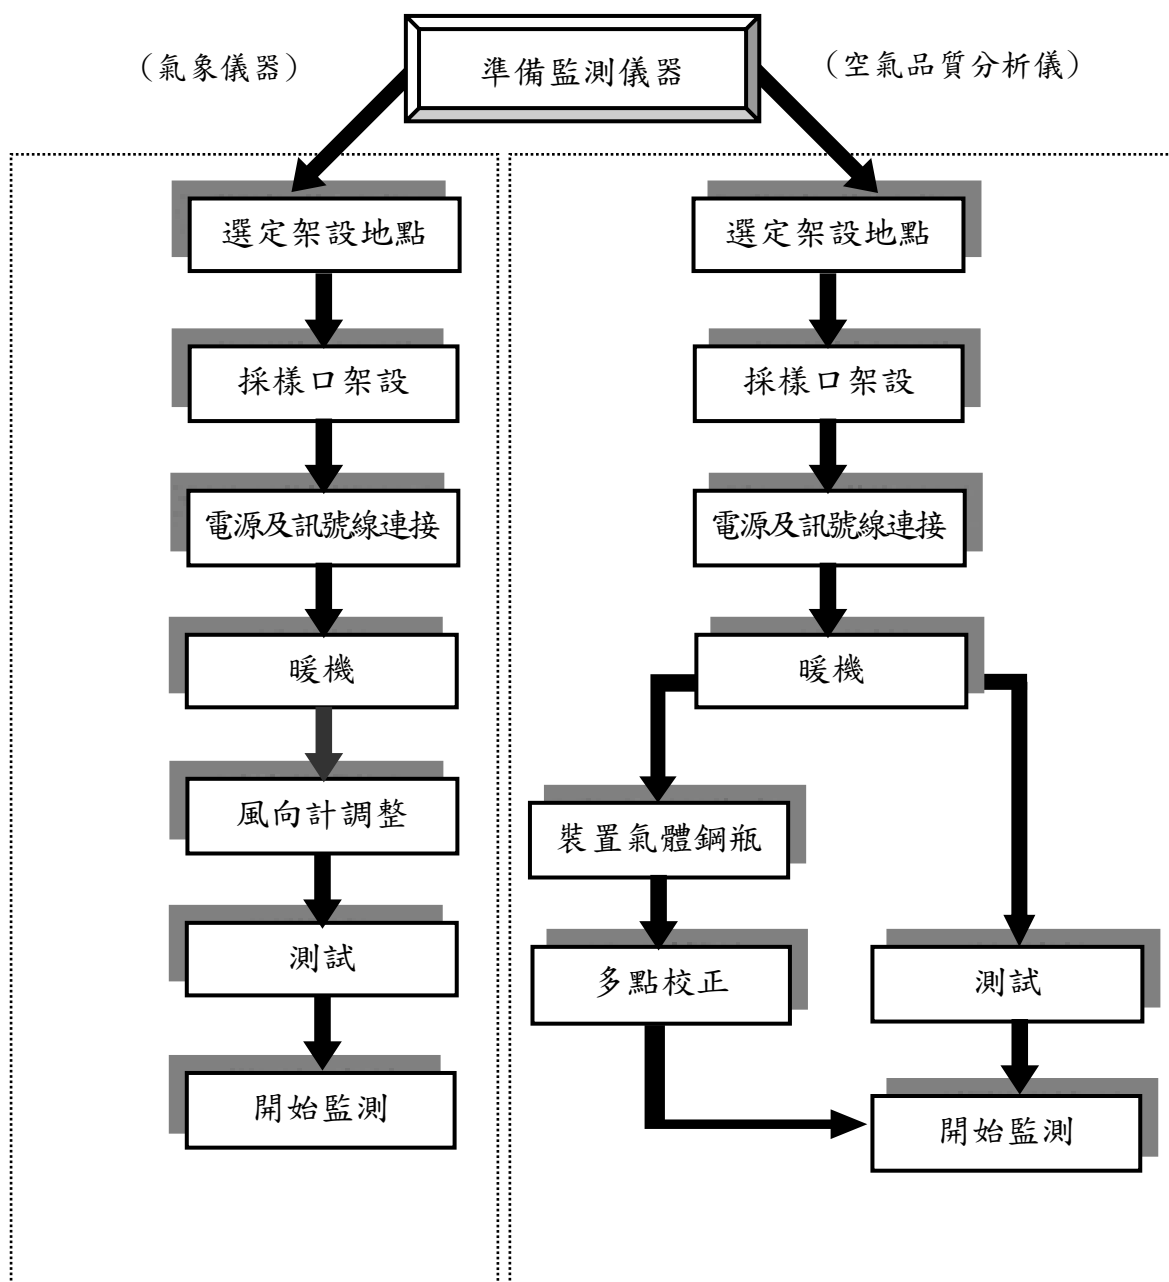 （氣象儀器）
準備監測儀器
（空氣品質分析儀）
選定架設地點
採樣口架設
電源及訊號線連接
暖機
風向計調整
測試
開始監測
選定架設地點
採樣口架設
電源及訊號線連接
暖機
裝置氣體鋼瓶
多點校正
測試
開始監測